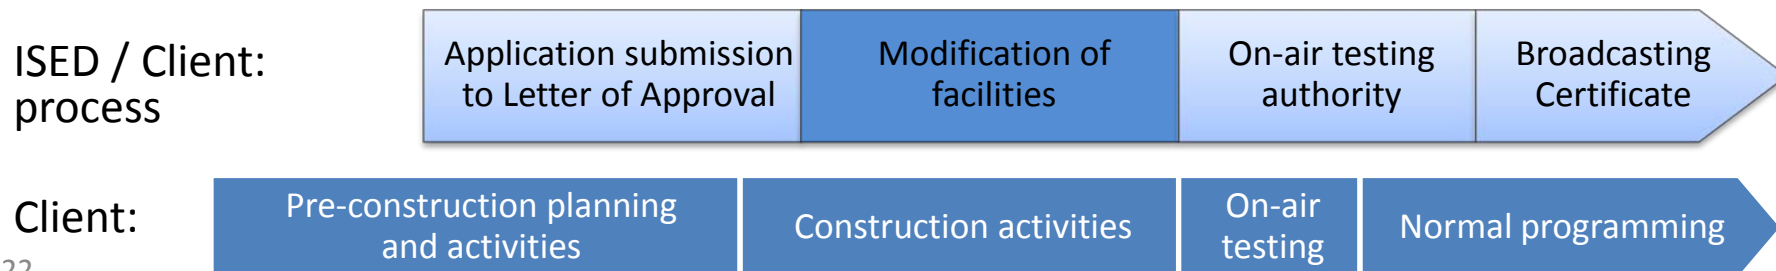 ISED / Client:
process
Application submission
to Letter of Approval
Modification of
facilities
On-air testing
authority
Broadcasting
Certificate
Client:
Pre-construction planning
and activities
Construction activities
On-air
testing
Normal programming
22